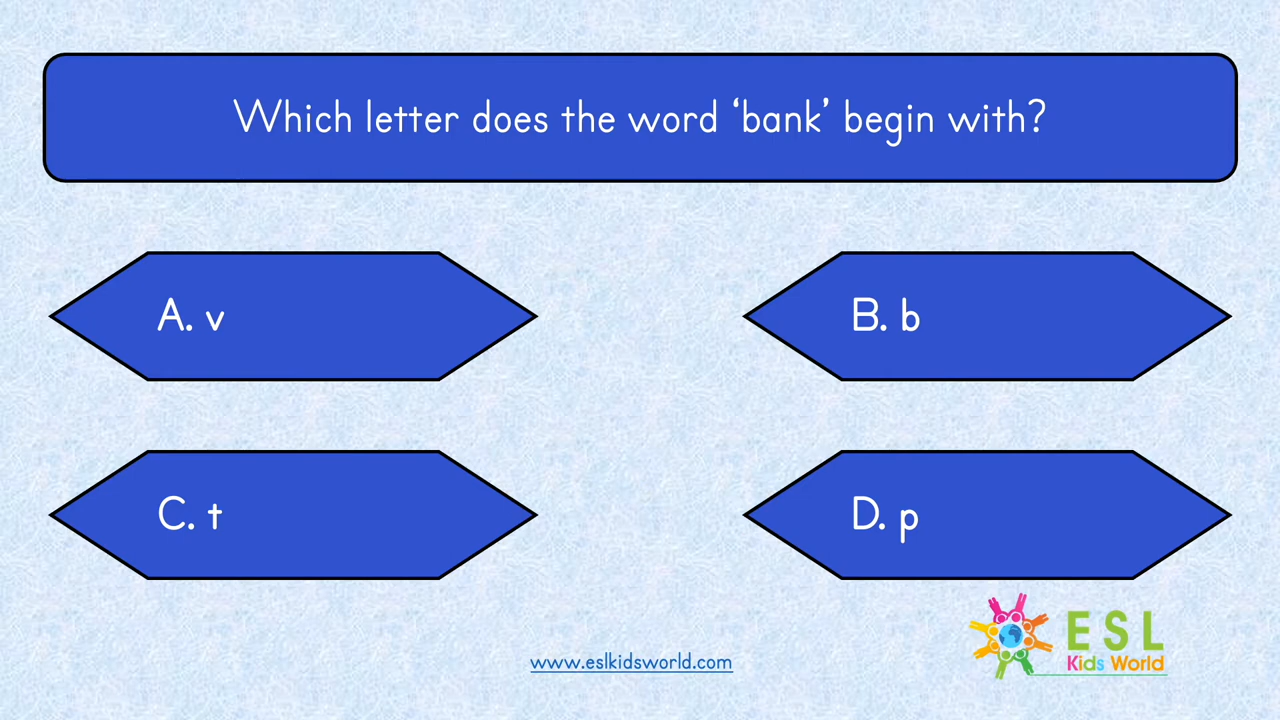 Which letter does the word ‘bank’ begin with?
A. v
B. b
C. t
D. p
www.eslkidsworld.com
ESL
Kids World